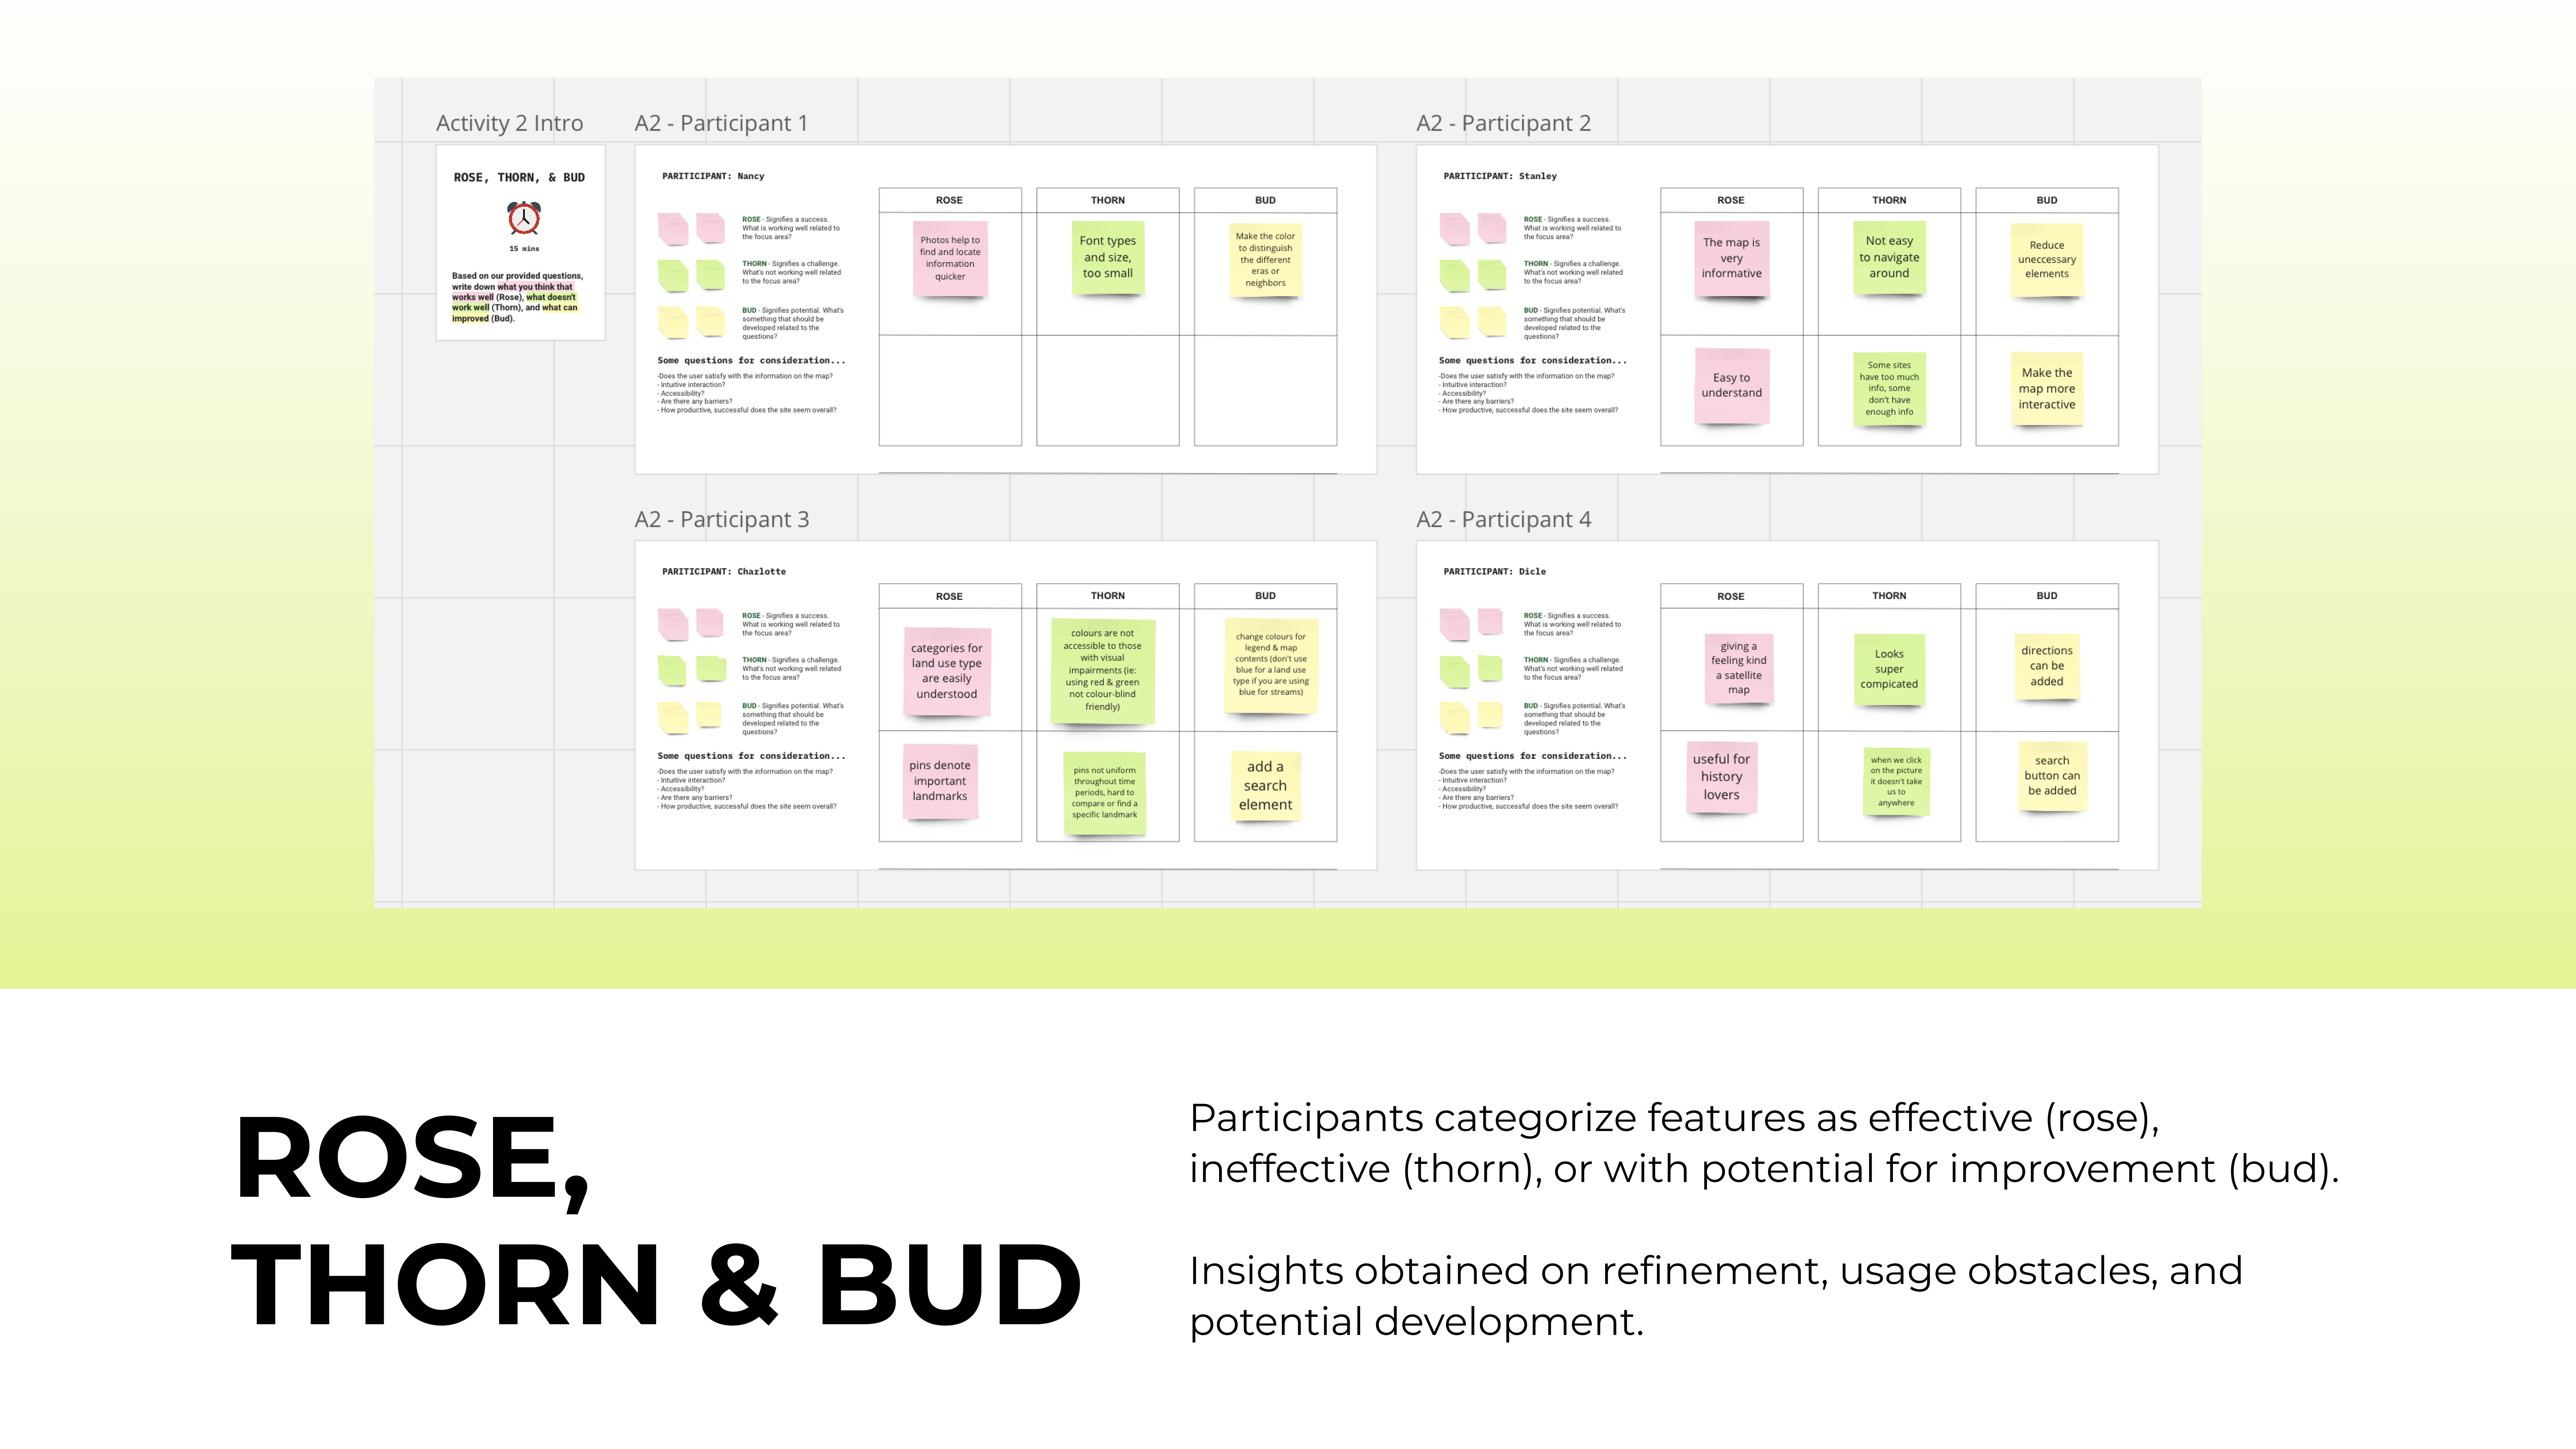 Activity 2 Intro
ROSE, THORN, & BUD
15 mins
Based on our provided questions,
write down what you think that
works well (Rose), what doesn't
work well (Thorn), and what can
improved (Bud).
A2 - Participant 1
PARITICIPANT: Nancy
ROSE - Signifies a success.
What is working well related to
the focus area?
THORN - Signifies a challenge.
What's not working well related
to the focus area?
BUD - Signifies potential. What's
something that should be
developed related to the
questions?
Some questions for consideration...
-Does the user satisfy with the information on the map?
- Intuitive interaction?
- Accessibility?
- Are there any barriers?
- How productive, successful does the site seem overall?
ROSE
Photos help to
find and locate
information
quicker
THORN
Font types
and size,
too small
BUD
Make the color
to distinguish
the different
eras or
neighbors
A2 - Participant 2
PARITICIPANT: Stanley
ROSE - Signifies a success.
What is working well related to
the focus area?
THORN - Signifies a challenge.
What's not working well related
to the focus area?
BUD - Signifies potential. What's
something that should be
developed related to the
questions?
Some questions for consideration...
-Does the user satisfy with the information on the map?
- Intuitive interaction?
- Accessibility?
- Are there any barriers?
- How productive, successful does the site seem overall?
ROSE
The map is
very
informative
Easy to
understand
THORN
Not easy
to navigate
around
Some sites
have too much
info, some
don't have
enough info
BUD
Reduce
uneccessary
elements
Make the
map more
interactive
A2 - Participant 3
PARITICIPANT: Charlotte
ROSE - Signifies a success.
What is working well related to
the focus area?
THORN - Signifies a challenge.
What's not working well related
to the focus area?
BUD - Signifies potential. What's
something that should be
developed related to the
questions?
Some questions for consideration...
-Does the user satisfy with the information on the map?
- Intuitive interaction?
- Accessibility?
- Are there any barriers?
- How productive, successful does the site seem overall?
ROSE
categories for
land use type
are easily
understood
pins denote
important
landmarks
THORN
colours are not
accessible to those
with visual
impairments (ie:
using red & green
not colour-blind
friendly)
pins not uniform
throughout time
periods, hard to
compare or find a
specific landmark
BUD
change colours for
legend & map
contents (don't use
blue for a land use
type if you are using
blue for streams)
add a
search
element
A2 - Participant 4
PARITICIPANT: Dicle
ROSE - Signifies a success.
What is working well related to
the focus area?
THORN - Signifies a challenge.
What's not working well related
to the focus area?
BUD - Signifies potential. What's
something that should be
developed related to the
questions?
Some questions for consideration...
-Does the user satisfy with the information on the map?
- Intuitive interaction?
- Accessibility?
- Are there any barriers?
- How productive, successful does the site seem overall?
ROSE
giving a
feeling kind
a satellite
map
useful for
history
lovers
THORN
Looks
super
compicated
when we click
on the picture
it doesn't take
us to
anywhere
BUD
directions
can be
added
search
button can
be added
ROSE,
THORN & BUD
Participants categorize features as effective (rose),
ineffective (thorn), or with potential for improvement (bud).
Insights obtained on refinement, usage obstacles, and
potential development.